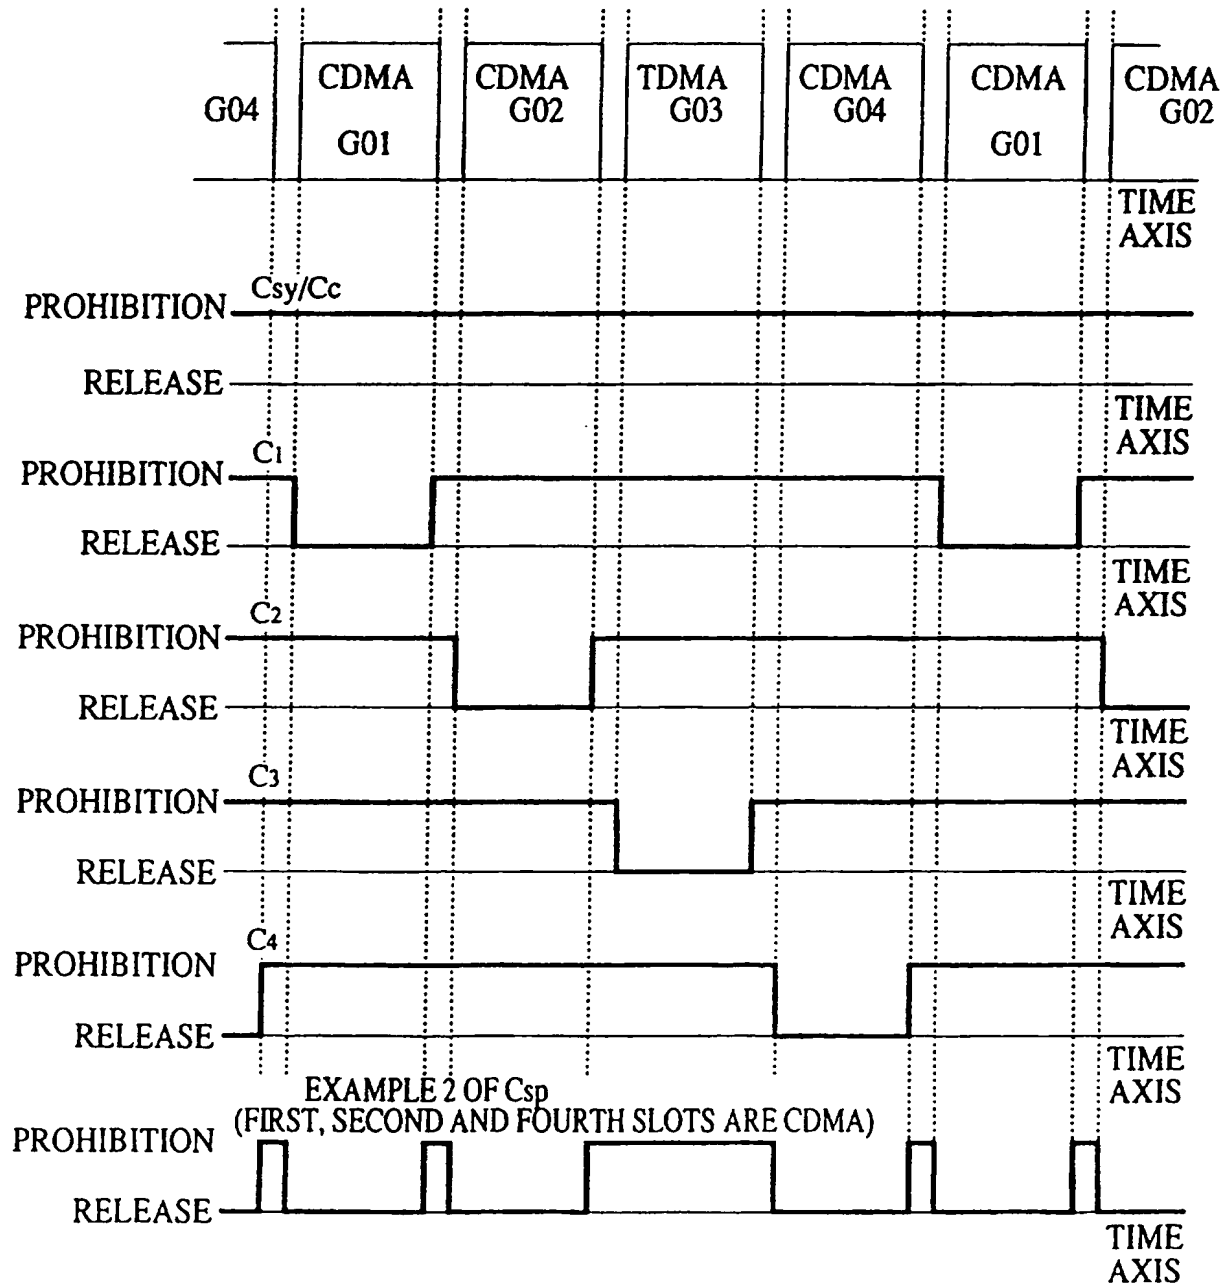 CDMA CDMA TDMA CDMA CDMA CDMA
G04 G02 G03 G04 G02
G01 G01
TIME
AXIS
Csy/Cc
PROHIBITION
RELEASE
TIME
AXIS
C1
PROHIBITION
RELEASE
TIME
AXIS
C2
PROHIBITION
RELEASE
TIME
AXIS
C3
PROHIBITION
RELEASE
TIME
AXIS
C4
PROHIBITION
RELEASE
TIME
AXIS
EXAMPLE 2 OF Csp
(FIRST, SECOND AND FOURTH SLOTS ARE CDMA)
PROHIBITION
RELEASE
TIME
AXIS